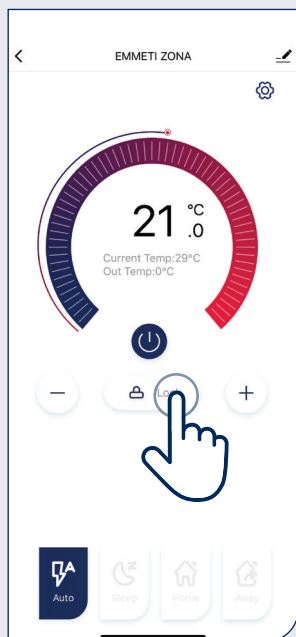 EMMETI ZONA
21 °C
.0
Current Temp:29°C
Out Temp:0°C
Lock
Auto
Sleep
Home
Away